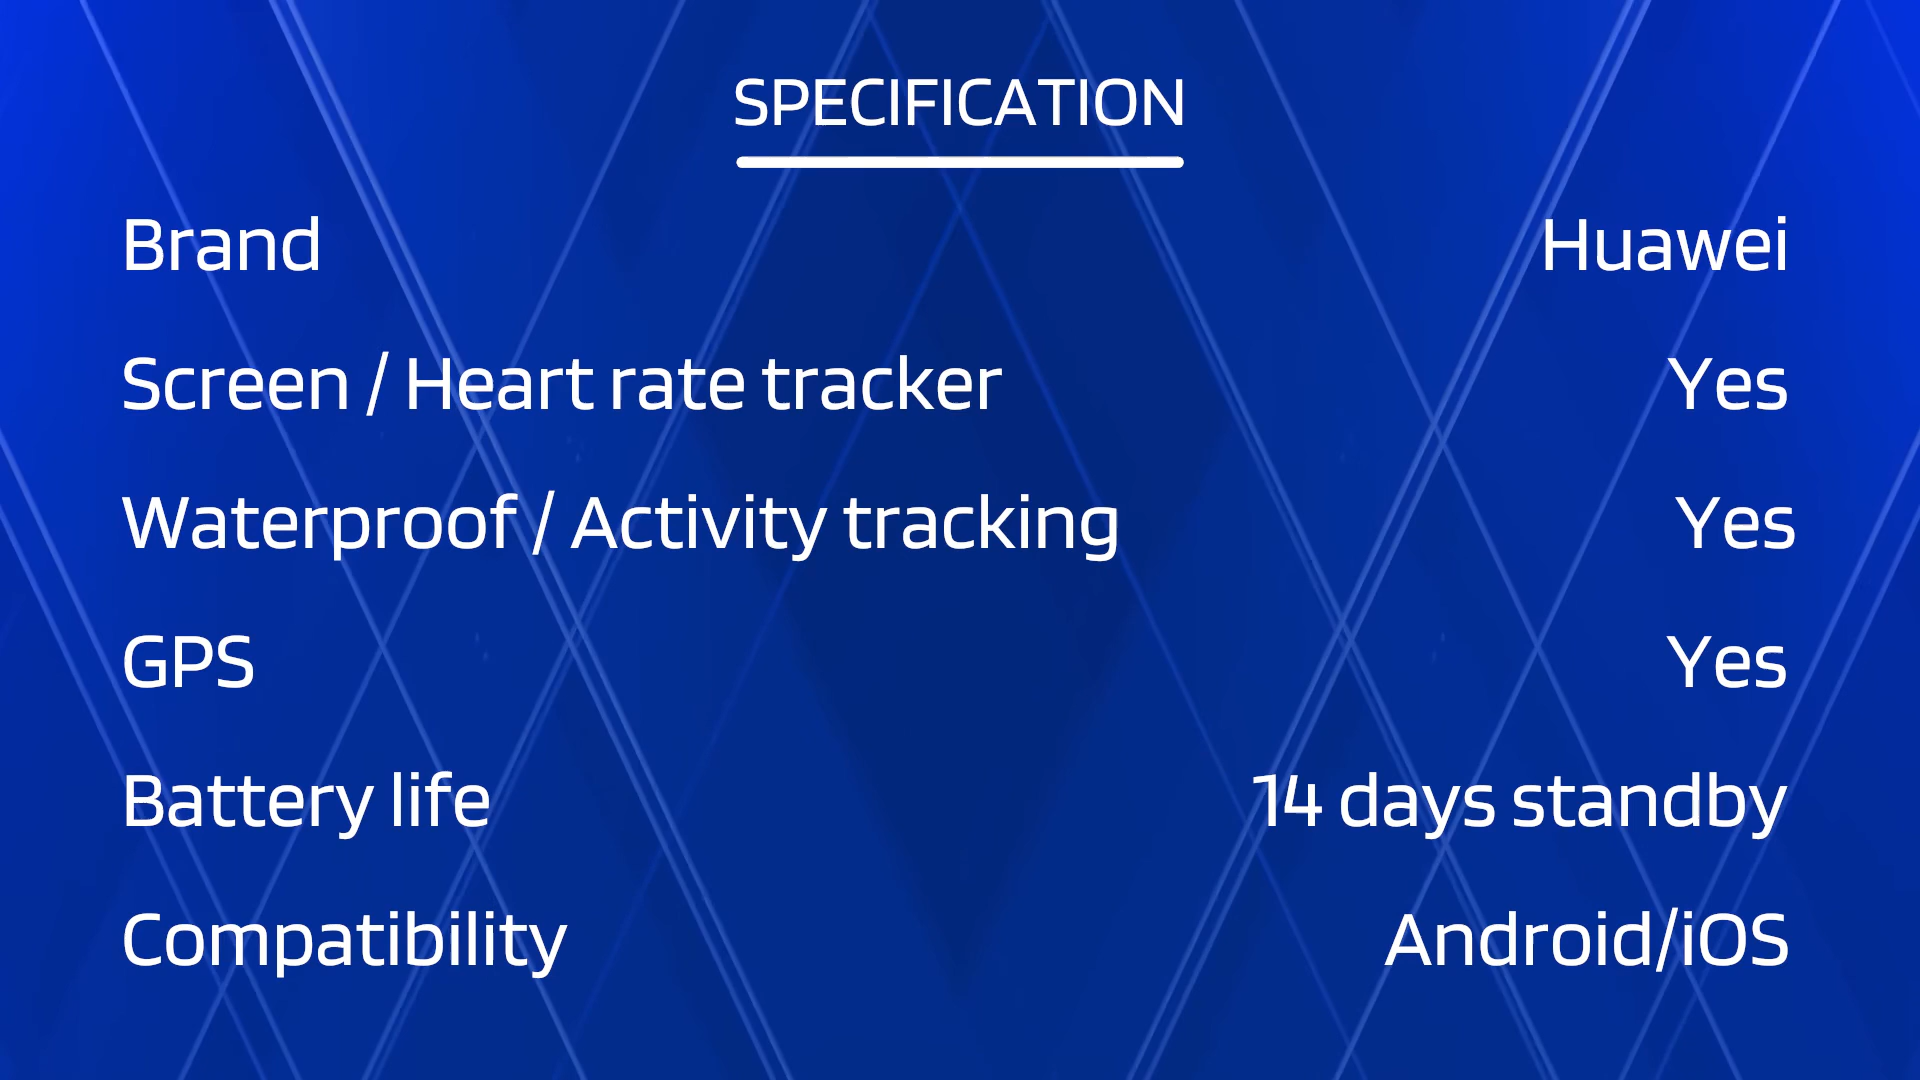 SPECIFICATION
Brand Huawei
Screen / Heart rate tracker Yes
Waterproof / Activity tracking Yes
GPS Yes
Battery life 14 days standby
Compatibility Android/iOS